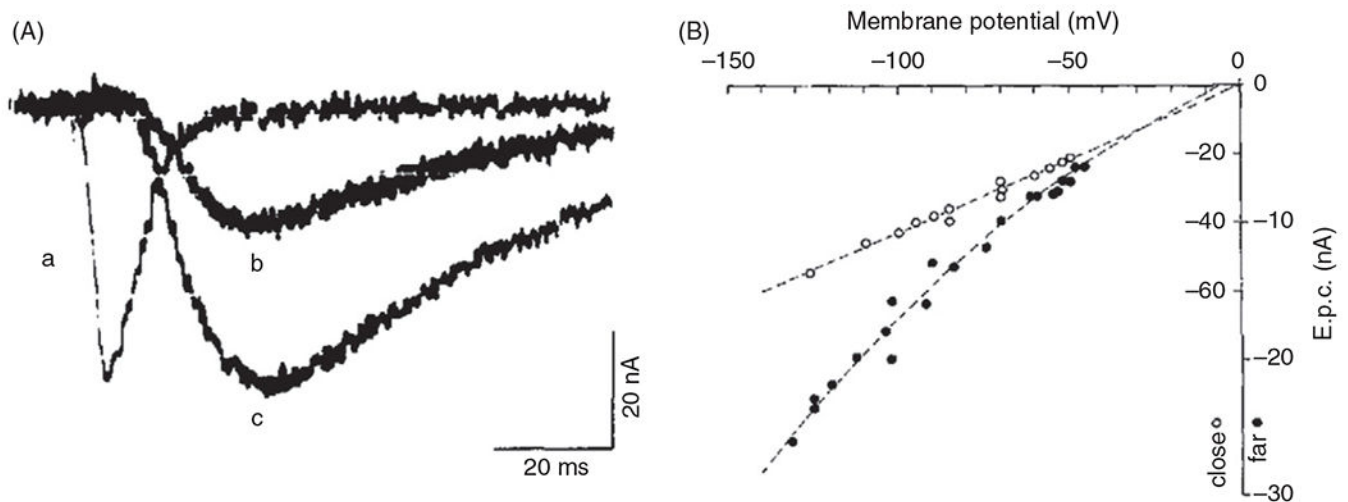 (A)
a
b
c
20 nA
20 ms
(B)
Membrane potential (mV)
−150
−100
−50
0
0
−20
−40
−10
−60
−20
−30
E.p.c. (nA)
close
far